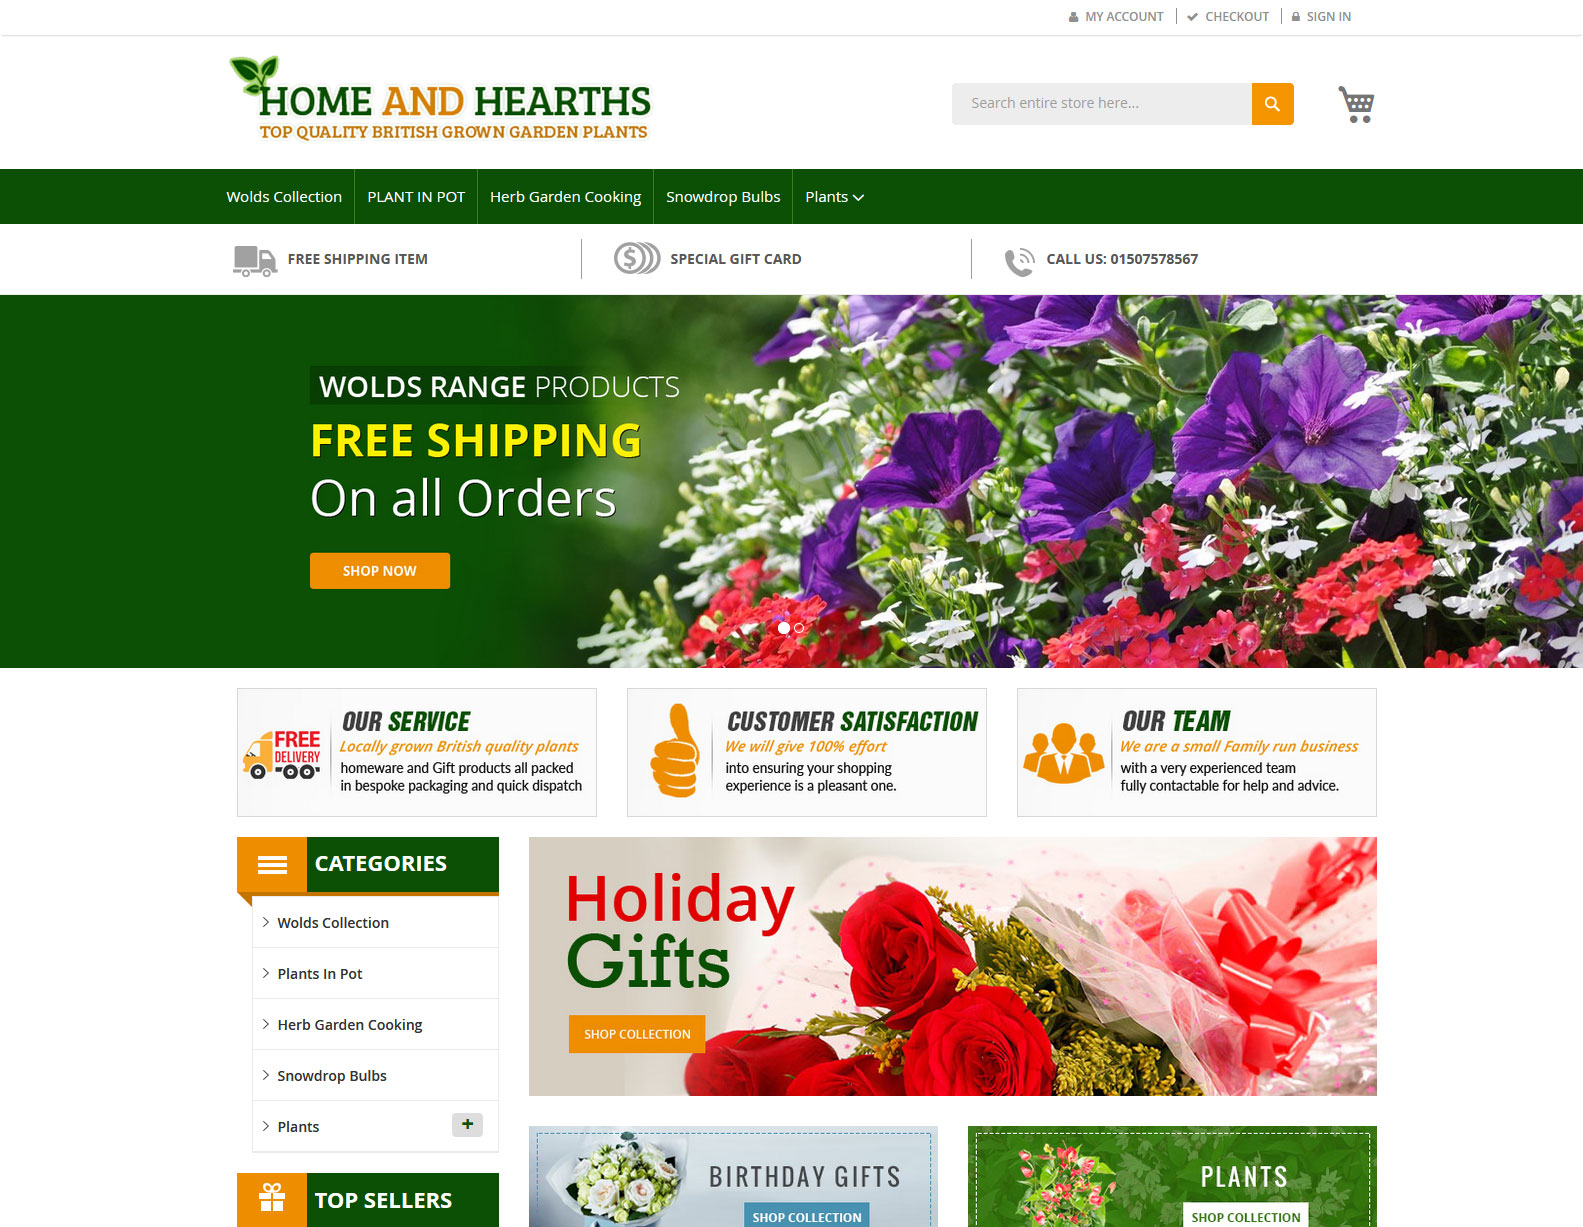 MY ACCOUNT
CHECKOUT
SIGN IN
HOME AND HEARTHS
TOP QUALITY BRITISH GROWN GARDEN PLANTS
Search entire store here...
Wolds Collection
PLANT IN POT
Herb Garden Cooking
Snowdrop Bulbs
Plants
FREE SHIPPING ITEM
SPECIAL GIFT CARD
CALL US: 01507578567
WOLDS RANGE PRODUCTS
FREE SHIPPING
On all Orders
SHOP NOW
FREE
DELIVERY
OUR SERVICE
Locally grown British quality plants
homeware and Gift products all packed
in bespoke packaging and quick dispatch
CUSTOMER SATISFACTION
We will give 100% effort
into ensuring your shopping
experience is a pleasant one.
OUR TEAM
We are a small Family run business
with a very experienced team
fully contactable for help and advice.
CATEGORIES
Wolds Collection
Plants In Pot
Herb Garden Cooking
Snowdrop Bulbs
Plants
+
TOP SELLERS
Holiday
Gifts
SHOP COLLECTION
BIRTHDAY GIFTS
SHOP COLLECTION
PLANTS
SHOP COLLECTION